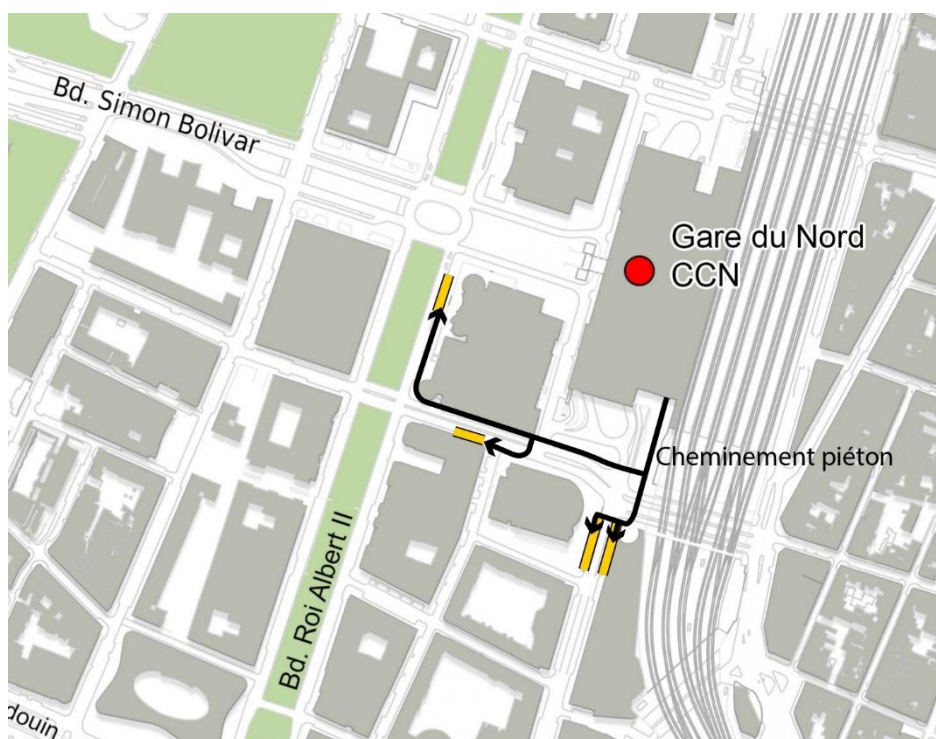 Bd. Simon Bolivar
Gare du Nord
CCN
Cheminement piéton
Bd. Roi Albert II
douin